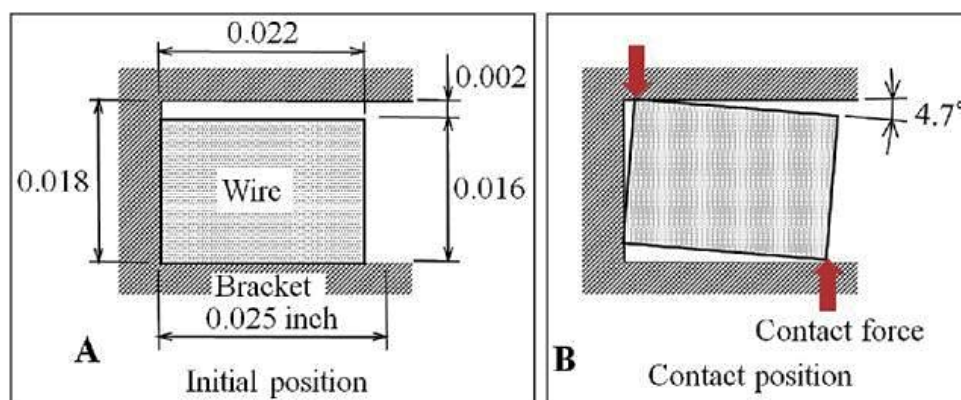 0.022
0.002
0.018
Wire
0.016
Bracket
0.025 inch
A
Initial position
4.7°
Contact force
B
Contact position